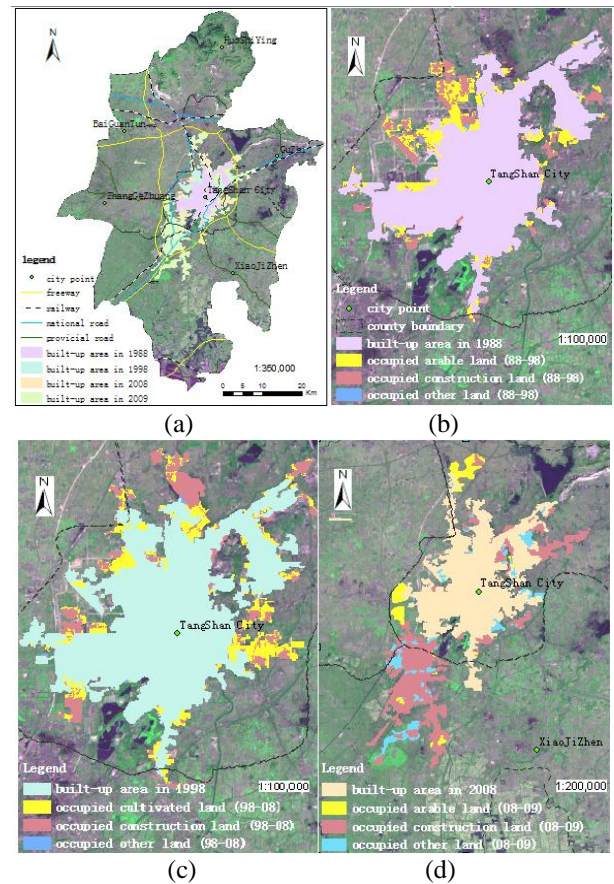 N
HuoShiYing
BaiGuanTun
GuZei
TangShan City
ZhangGeZhuang
XiaoJiZhen
legend
city point
freeway
railway
national road
provicial road
built-up area in 1988
built-up area in 1998
built-up area in 2008
built-up area in 2009
1:350,000
0 5 10 20
Km
(a)
N
TangShan City
Legend
city point
county boundary
built-up area in 1988
occupied arable land (88-98)
occupied construction land (88-98)
occupied other land (88-98)
1:100,000
(b)
N
TangShan City
Legend
built-up area in 1998
occupied cultivated land (98-08)
occupied construction land (98-08)
occupied other land (98-08)
1:100,000
(c)
N
TangShan City
XiaoJiZhen
Legend
built-up area in 2008
occupied arable land (08-09)
occupied construction land (08-09)
occupied other land (08-09)
1:200,000
(d)